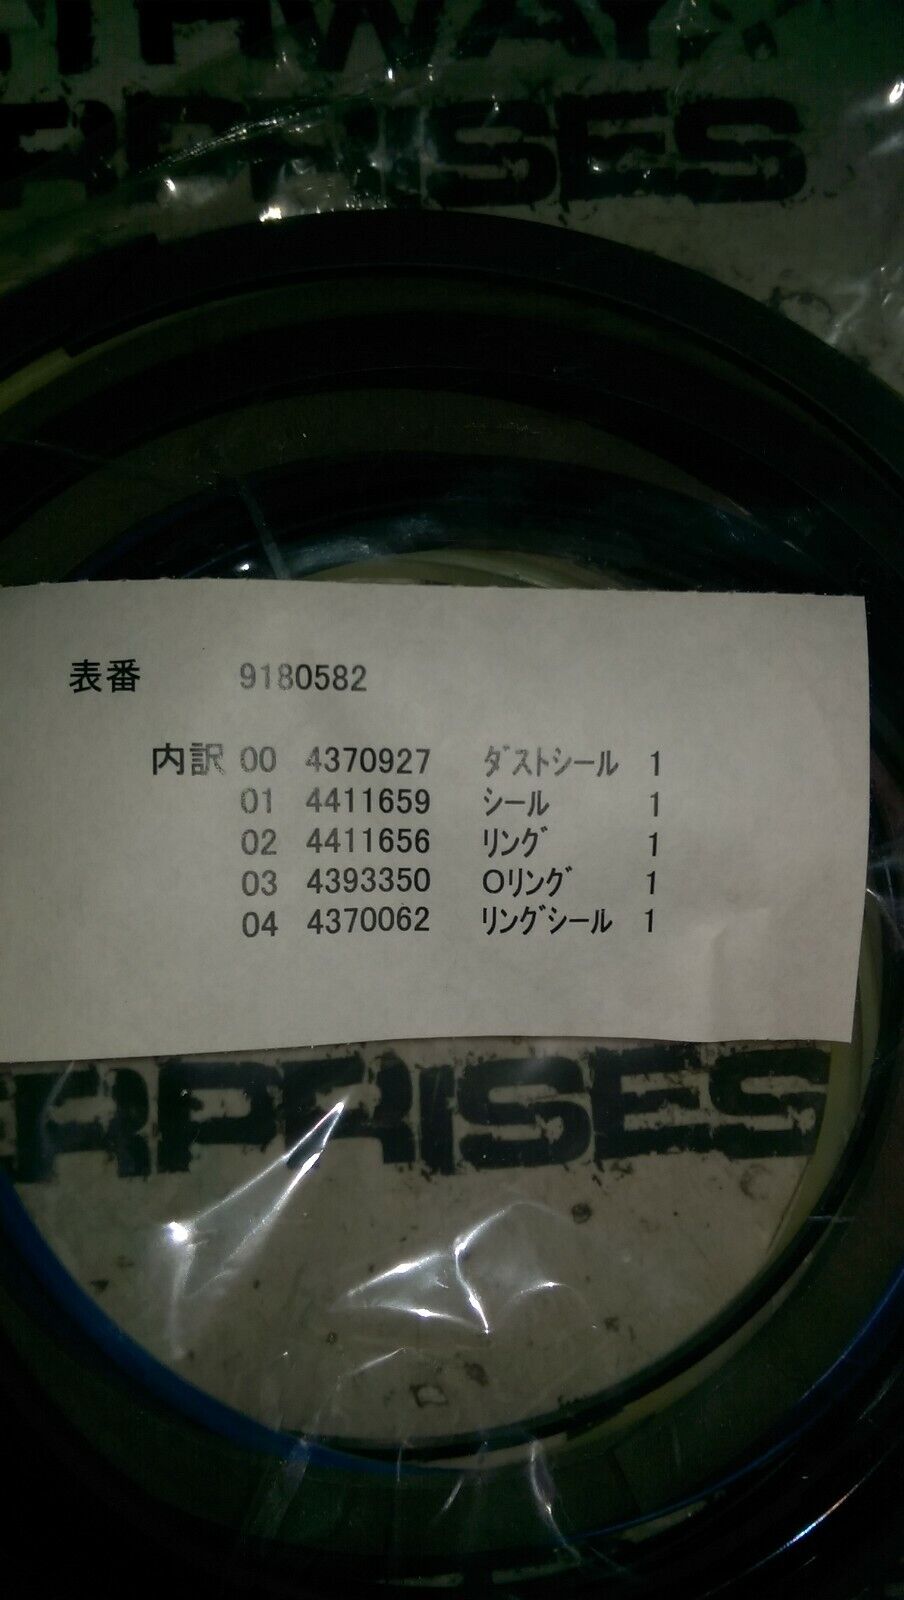 THWAY
RPRISES
表番 9180582
内訳 00 4370927 ﾀﾞｽﾄｼｰﾙ 1
01 4411659 ｼｰﾙ 1
02 4411656 ﾘﾝｸﾞ 1
03 4393350 Oﾘﾝｸﾞ 1
04 4370062 ﾘﾝｸﾞｼｰﾙ 1
ERPRISES